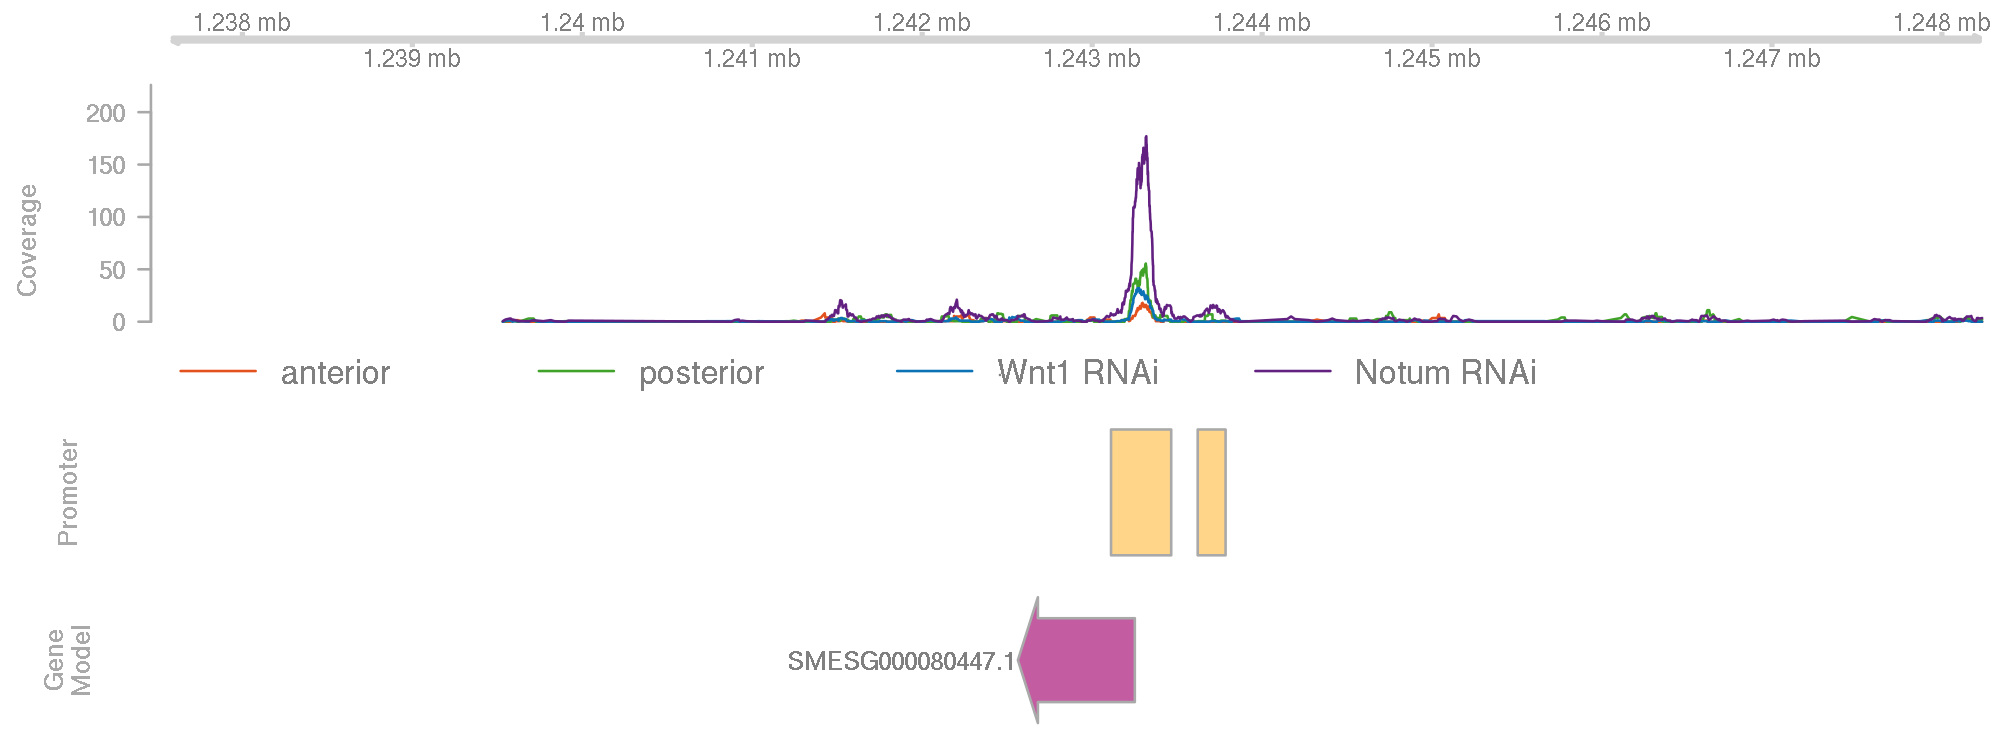 1.238 mb 1.24 mb 1.242 mb 1.244 mb 1.246 mb 1.248 mb
1.239 mb 1.241 mb 1.243 mb 1.245 mb 1.247 mb
Coverage
200
150
100
50
0
anterior posterior Wnt1 RNAi Notum RNAi
Promoter
Gene
Model
SMESG000080447.1